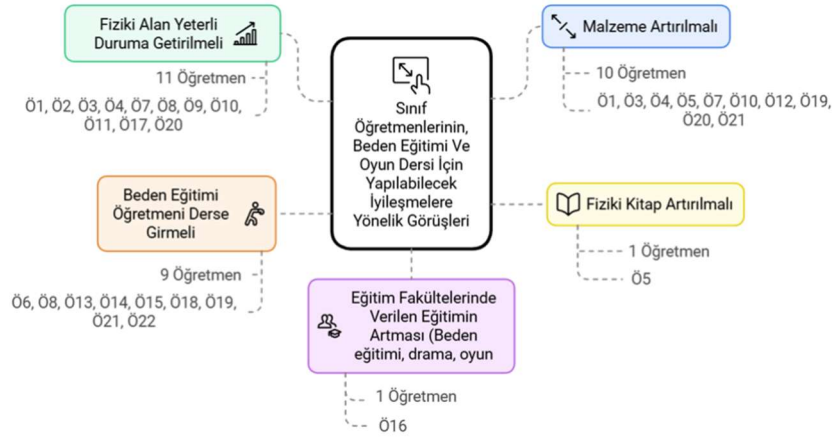 Fiziki Alan Yeterli
Duruma Getirilmeli
11 Öğretmen
Ö1, Ö2, Ö3, Ö4, Ö7, Ö8, Ö9, Ö10,
Ö11, Ö17, Ö20
Malzeme Artırılmalı
10 Öğretmen
Ö1, Ö3, Ö4, Ö5, Ö7, Ö10, Ö12, Ö19,
Ö20, Ö21
Sınıf
Öğretmenlerinin,
Beden Eğitimi Ve
Oyun Dersi İçin
Yapılabilecek
İyileşmelere
Yönelik Görüşleri
Beden Eğitimi
Öğretmeni Derse
Girmeli
9 Öğretmen
Ö6, Ö8, Ö13, Ö14, Ö15, Ö18, Ö19,
Ö21, Ö22
Fiziki Kitap Artırılmalı
1 Öğretmen
Ö5
Eğitim Fakültelerinde
Verilen Eğitimin
Artması (Beden
eğitimi, drama, oyun
1 Öğretmen
Ö16